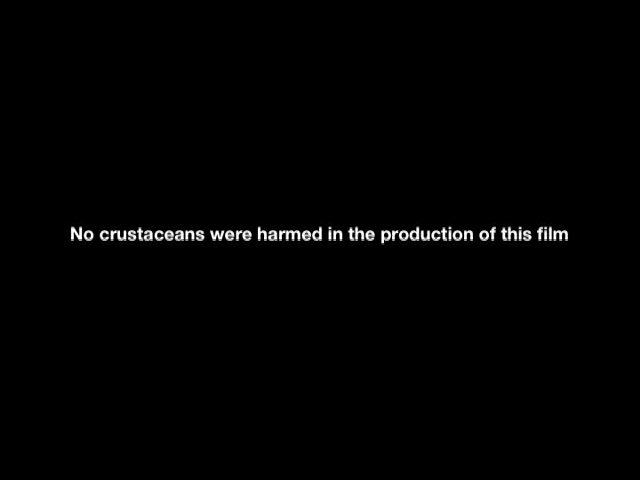 No crustaceans were harmed in the production of this film